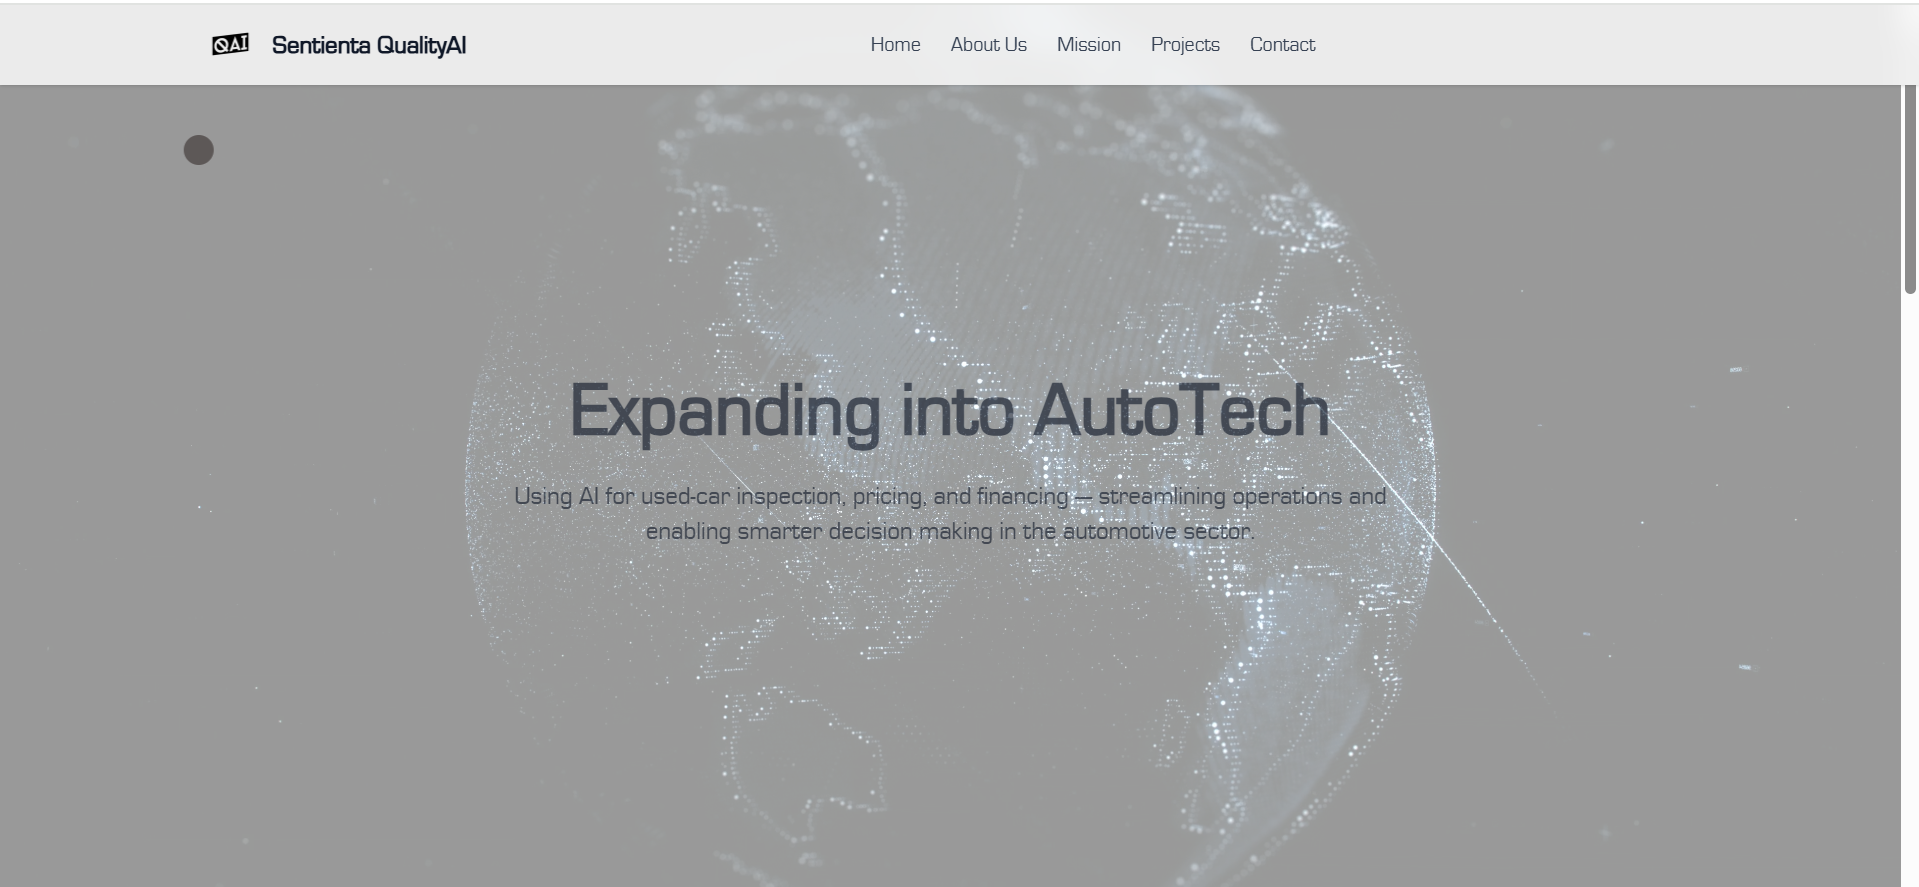 QAI
Sentienta QualityAI
Home About Us Mission Projects Contact
Expanding into AutoTech
Using AI for used-car inspection, pricing, and financing — streamlining operations and
enabling smarter decision making in the automotive sector.